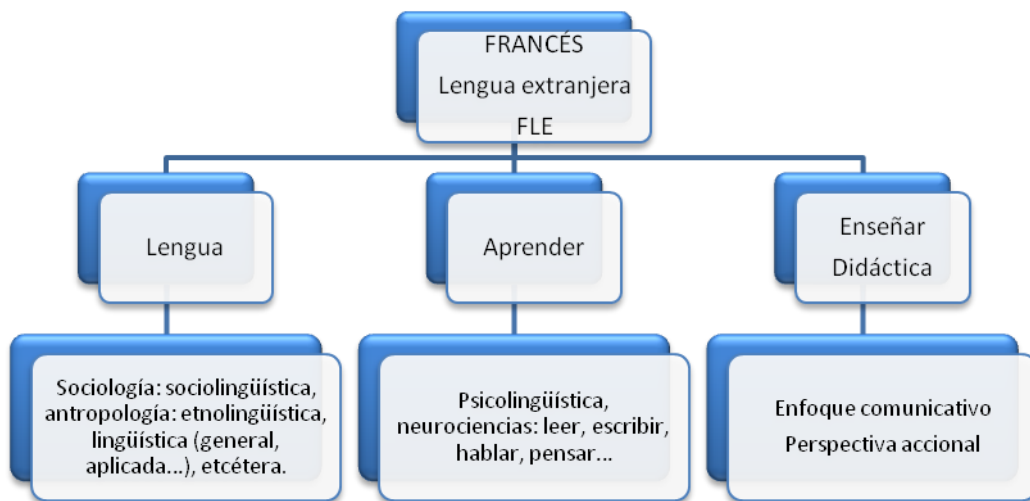 FRANCÉS
Lengua extranjera
FLE
Lengua
Aprender
Enseñar
Didáctica
Sociología: sociolingüística,
antropología: etnolingüística,
lingüística (general,
aplicada...), etcétera.
Psicolingüística,
neurociencias: leer, escribir,
hablar, pensar...
Enfoque comunicativo
Perspectiva accional